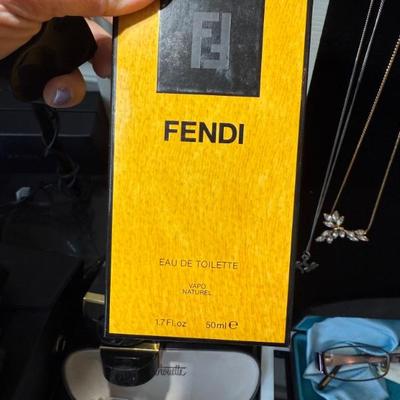 FENDI
EAU DE TOILETTE
VAPO
NATUREL
1.7 Fl.oz 50ml e